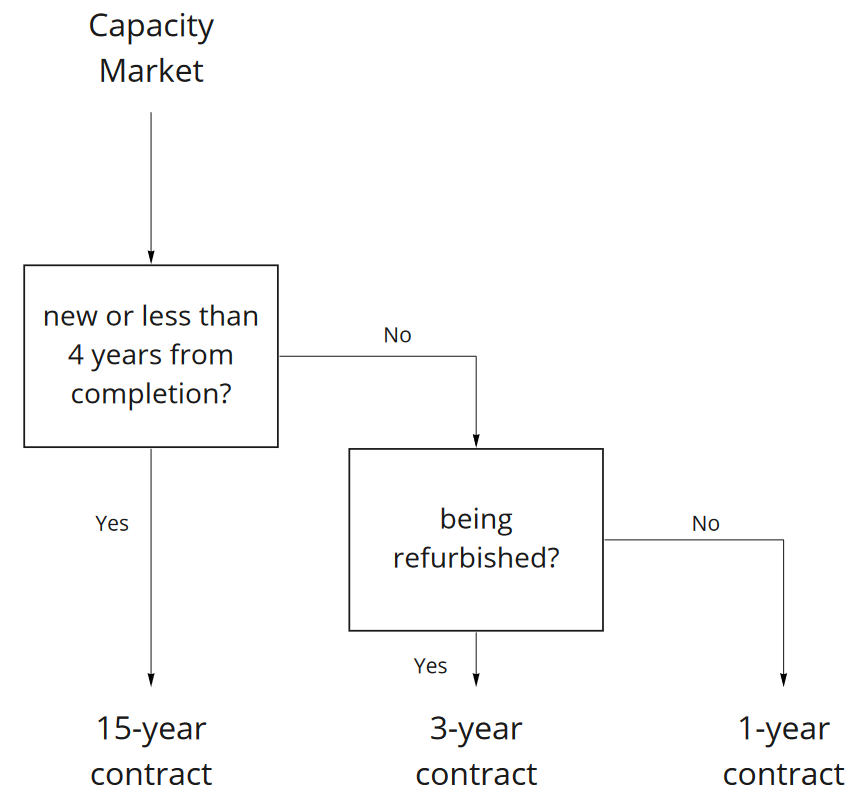 Capacity
Market
new or less than
4 years from
completion?
No
Yes
being
refurbished?
No
Yes
15-year
contract
3-year
contract
1-year
contract